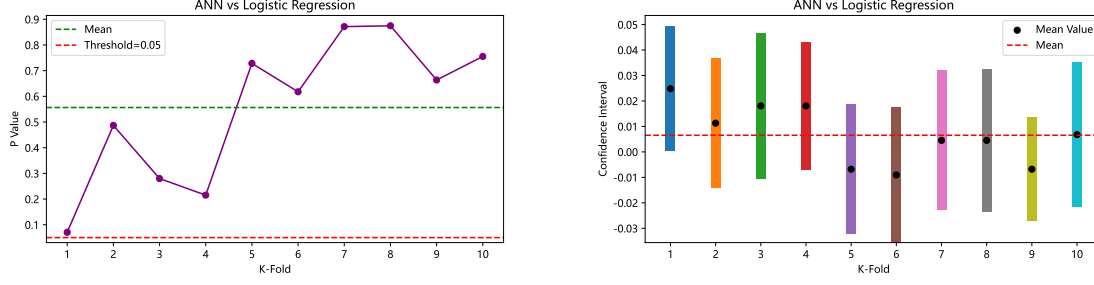 ANN vs Logistic Regression
0.9
0.8
0.7
0.6
0.5
0.4
0.3
0.2
0.1
P Value
Mean
Threshold=0.05
1 2 3 4 5 6 7 8 9 10
K-Fold
ANN vs Logistic Regression
0.05
0.04
0.03
0.02
0.01
0.00
-0.01
-0.02
-0.03
Confidence Interval
Mean Value
Mean
1 2 3 4 5 6 7 8 9 10
K-Fold